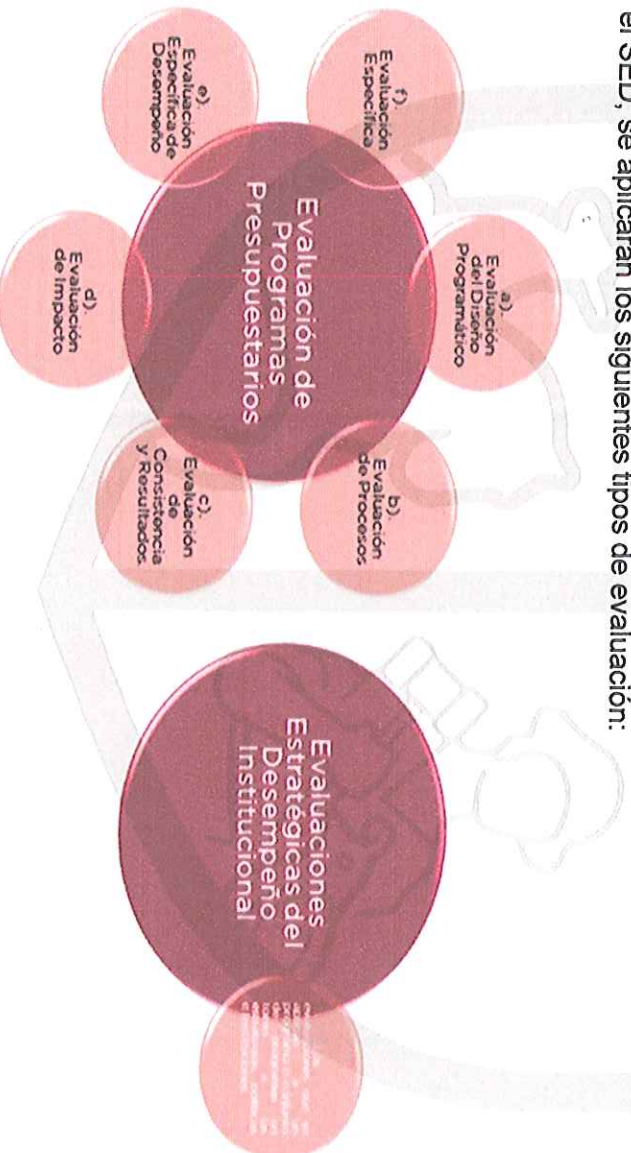 el SED, se aplicarán los siguientes tipos de evaluación:
Evaluación de
Programas
Presupuestarios
a).
Evaluación
del Diseño
Programático
b).
Evaluación
de Procesos
c).
Evaluación
de
Consistencia
y Resultados
d).
Evaluación
de Impacto
e).
Evaluación
Específica de
Desempeño
f).
Evaluación
Específica
Evaluaciones
Estratégicas del
Desempeño
Institucional